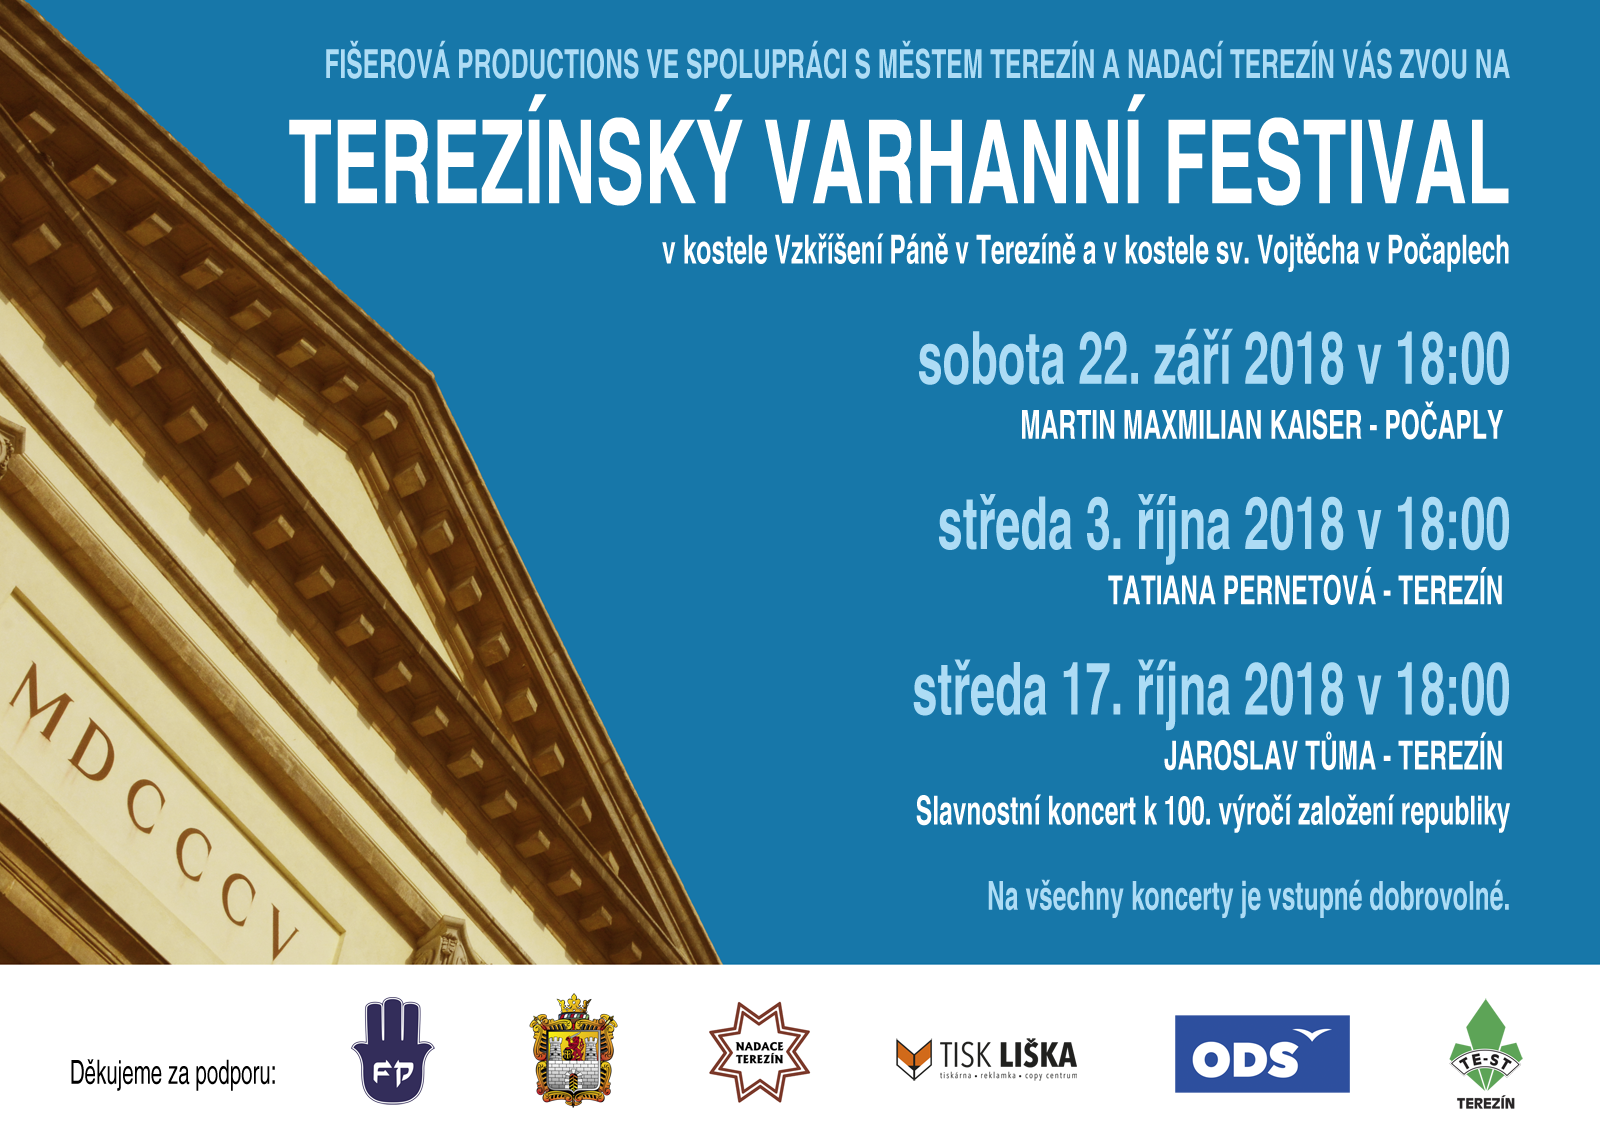 FIŠEROVÁ PRODUCTIONS VE SPOLUPRÁCI S MĚSTEM TEREZÍN A NADACÍ TEREZÍN VÁS ZVOU NA
TEREZÍNSKÝ VARHANNÍ FESTIVAL
v kostele Vzkříšení Páně v Terezíně a v kostele sv. Vojtěcha v Počaplech
sobota 22. září 2018 v 18:00
MARTIN MAXMILIAN KAISER - POČAPLY
středa 3. října 2018 v 18:00
TATIANA PERNETOVÁ - TEREZÍN
středa 17. října 2018 v 18:00
JAROSLAV TŮMA - TEREZÍN
Slavnostní koncert k 100. výročí založení republiky
Na všechny koncerty je vstupné dobrovolné.
MDCCCV
Děkujeme za podporu:
FP
NADACE
TEREZÍN
TISK LIŠKA
tiskárna • reklamka • copy centrum
ODS
TE-ST
TEREZÍN